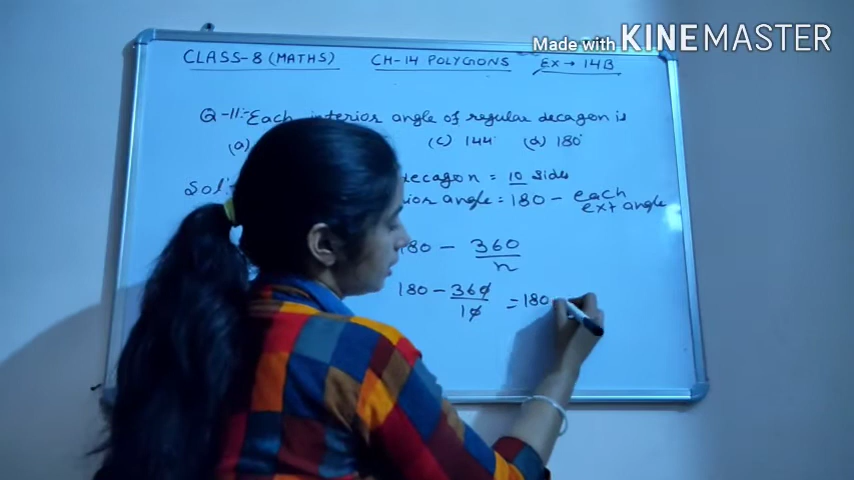 Made with KINEMASTER
CLASS-8 (MATHS) CH-14 POLYGONS Ex → 14B
Q-11:- Each interior angle of regular decagon is
(a) (c) 144° (d) 180°
Sol:- decagon = 10 sides
angle = 180 - each ext angle
180 - 360/n
180 - 360/10 = 180